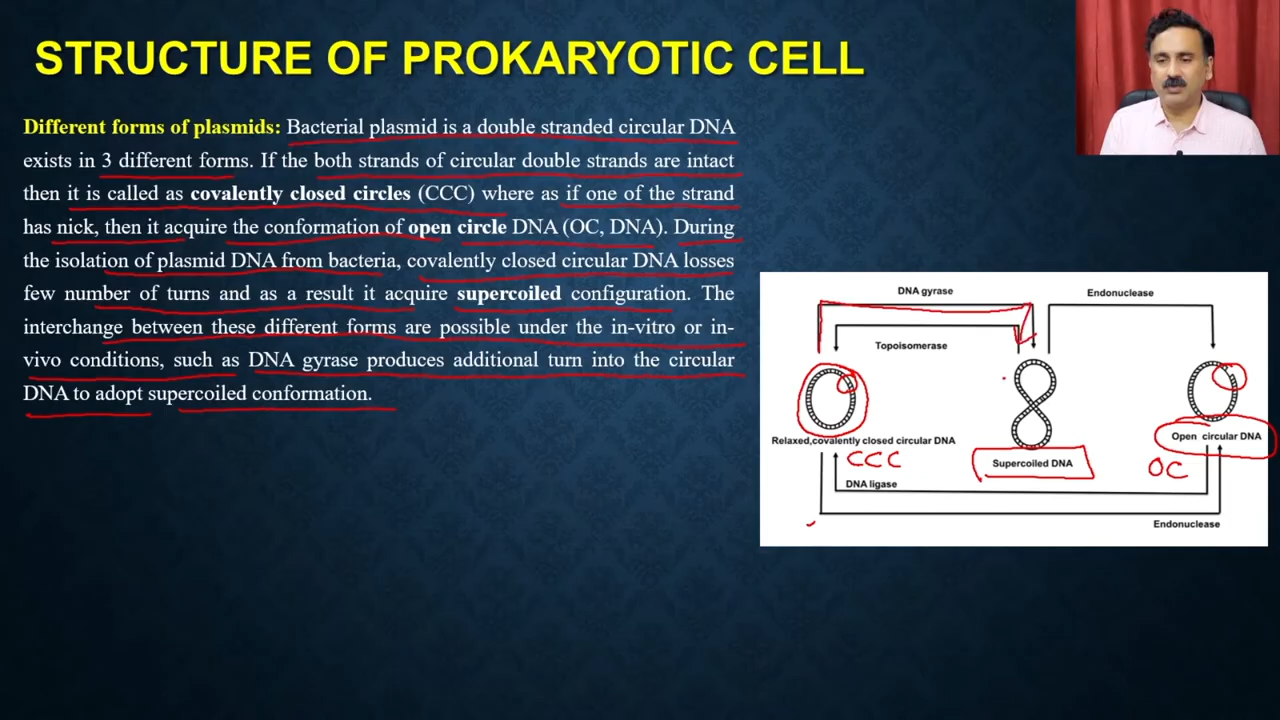 STRUCTURE OF PROKARYOTIC CELL
Different forms of plasmids: Bacterial plasmid is a double stranded circular DNA
exists in 3 different forms. If the both strands of circular double strands are intact
then it is called as covalently closed circles (CCC) where as if one of the strand
has nick, then it acquire the conformation of open circle DNA (OC, DNA). During
the isolation of plasmid DNA from bacteria, covalently closed circular DNA losses
few number of turns and as a result it acquire supercoiled configuration. The
interchange between these different forms are possible under the in-vitro or in-
vivo conditions, such as DNA gyrase produces additional turn into the circular
DNA to adopt supercoiled conformation.
DNA gyrase
Endonuclease
Topoisomerase
Relaxed,covalently closed circular DNA
Open circular DNA
CCC
Supercoiled DNA
OC
DNA ligase
Endonuclease